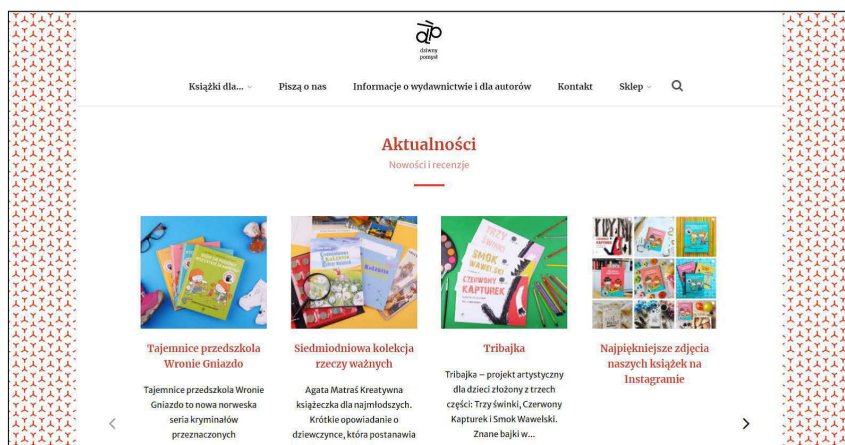 dziwny
pomysł
Książki dla...
Piszą o nas
Informacje o wydawnictwie i dla autorów
Kontakt
Sklep
Aktualności
Nowości i recenzje
TRZY
ŚWINKI
SMOK
WAWELSKI
CZERWONY
KAPTUREK
Tajemnice przedszkola
Wronie Gniazdo
Siedmiodniowa kolekcja
rzeczy ważnych
Tribajka
Najpiękniejsze zdjęcia
naszych książek na
Instagramie
Tajemnice przedszkola Wronie
Gniazdo to nowa norweska
seria kryminałów
przeznaczonych
Agata Matraś Kreatywna
książeczka dla najmłodszych.
Krótkie opowiadanie o
dziewczynce, która postanawia
Tribajka – projekt artystyczny
dla dzieci złożony z trzech
części: Trzy świnki, Czerwony
Kapturek i Smok Wawelski.
Znane bajki w...